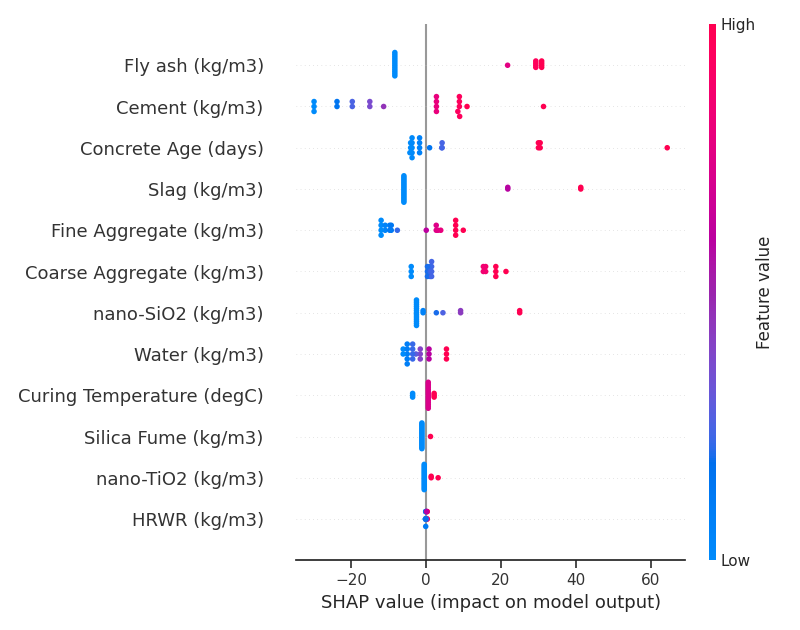 High
Fly ash (kg/m3)
Cement (kg/m3)
Concrete Age (days)
Slag (kg/m3)
Fine Aggregate (kg/m3)
Coarse Aggregate (kg/m3)
nano-SiO2 (kg/m3)
Water (kg/m3)
Curing Temperature (degC)
Silica Fume (kg/m3)
nano-TiO2 (kg/m3)
HRWR (kg/m3)
Feature value
Low
−20 0 20 40 60
SHAP value (impact on model output)